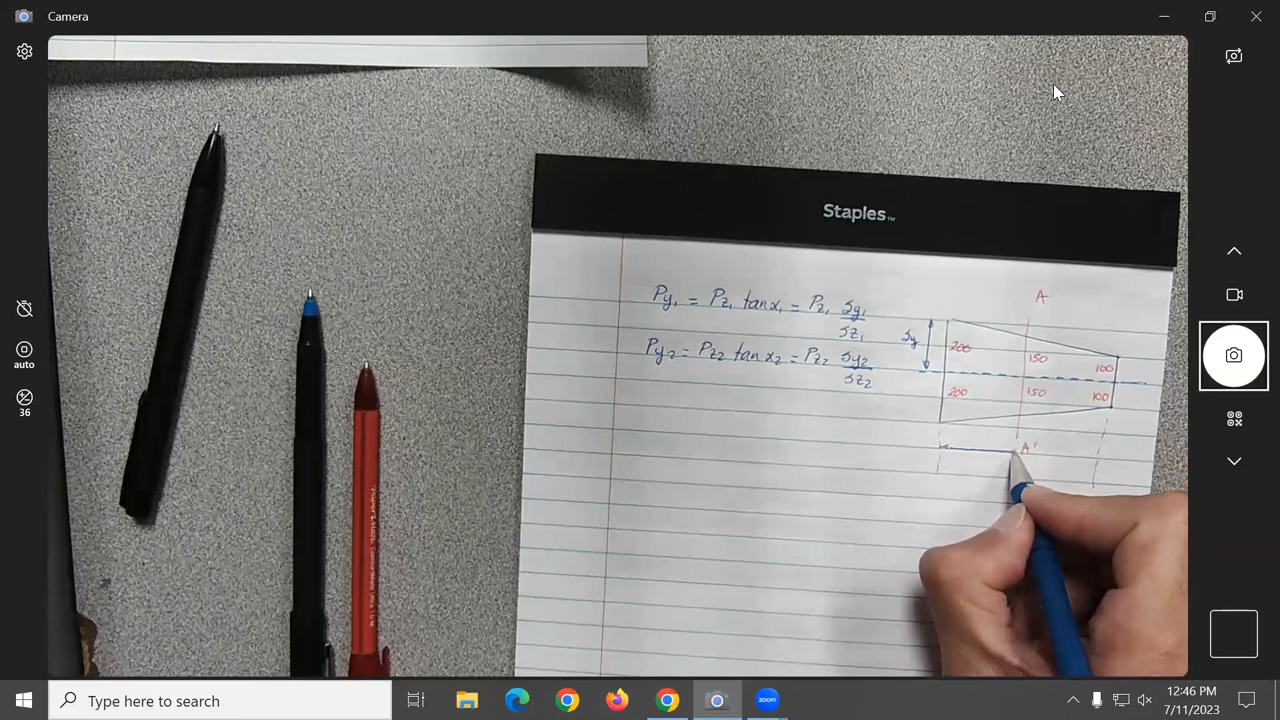 Camera
auto
36
Staples
Py₁ = Pz₁ tan α₁ = Pz₁ δy₁/δz₁
Py₂ = Pz₂ tan α₂ = Pz₂ δy₂/δz₂
A
δy
200 150 100
200 150 100
A'
Type here to search
zoom
12:46 PM
7/11/2023